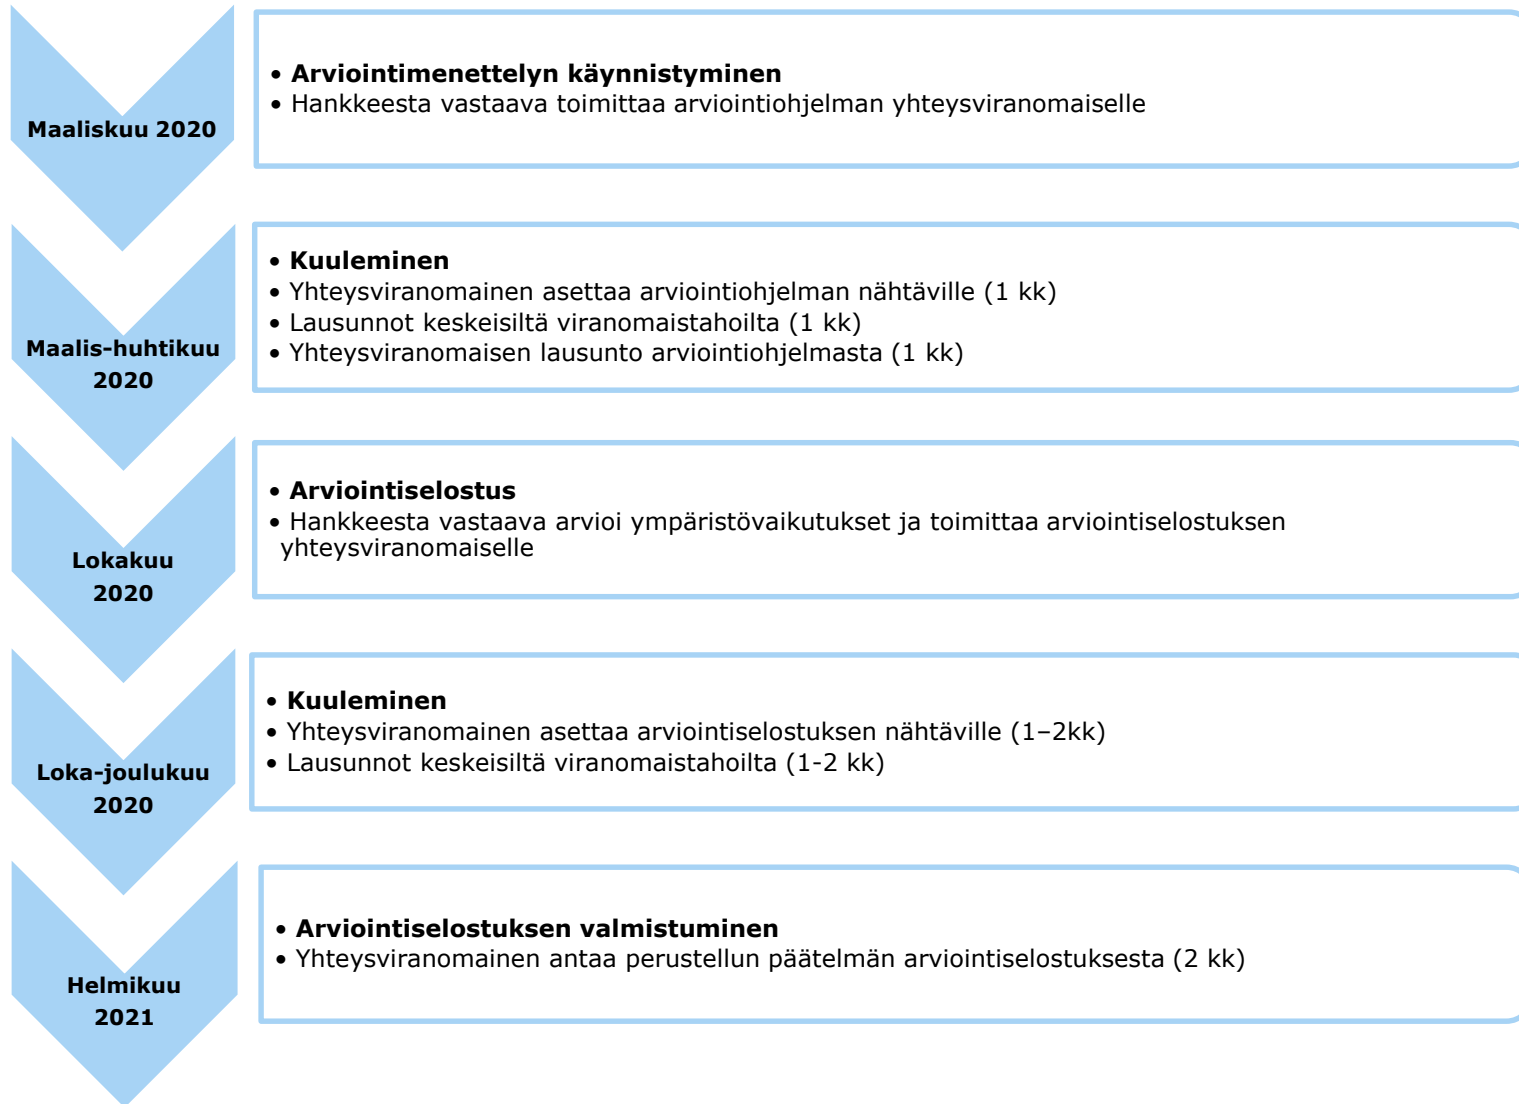 Maaliskuu 2020
• Arviointimenettelyn käynnistyminen
• Hankkeesta vastaava toimittaa arviointiohjelman yhteysviranomaiselle
Maalis-huhtikuu
2020
• Kuuleminen
• Yhteysviranomainen asettaa arviointiohjelman nähtäville (1 kk)
• Lausunnot keskeisiltä viranomaistahoilta (1 kk)
• Yhteysviranomaisen lausunto arviointiohjelmasta (1 kk)
Lokakuu
2020
• Arviointiselostus
• Hankkeesta vastaava arvioi ympäristövaikutukset ja toimittaa arviointiselostuksen
yhteysviranomaiselle
Loka-joulukuu
2020
• Kuuleminen
• Yhteysviranomainen asettaa arviointiselostuksen nähtäville (1–2kk)
• Lausunnot keskeisiltä viranomaistahoilta (1-2 kk)
Helmikuu
2021
• Arviointiselostuksen valmistuminen
• Yhteysviranomainen antaa perustellun päätelmän arviointiselostuksesta (2 kk)